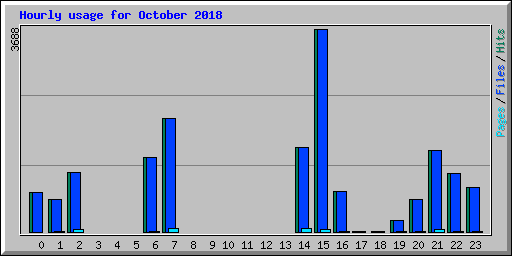 Hourly usage for October 2018
3688
Pages / Files / Hits
0 1 2 3 4 5 6 7 8 9 10 11 12 13 14 15 16 17 18 19 20 21 22 23